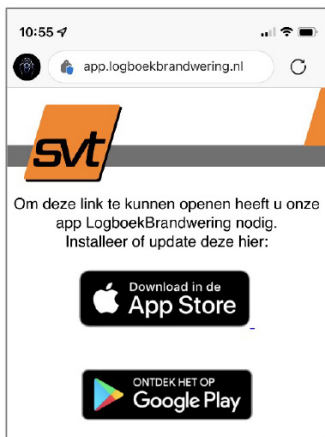 10:55
app.logboekbrandwering.nl
svt
Om deze link te kunnen openen heeft u onze
app LogboekBrandwering nodig.
Installeer of update deze hier:
Download in de
App Store
ONTDEK HET OP
Google Play